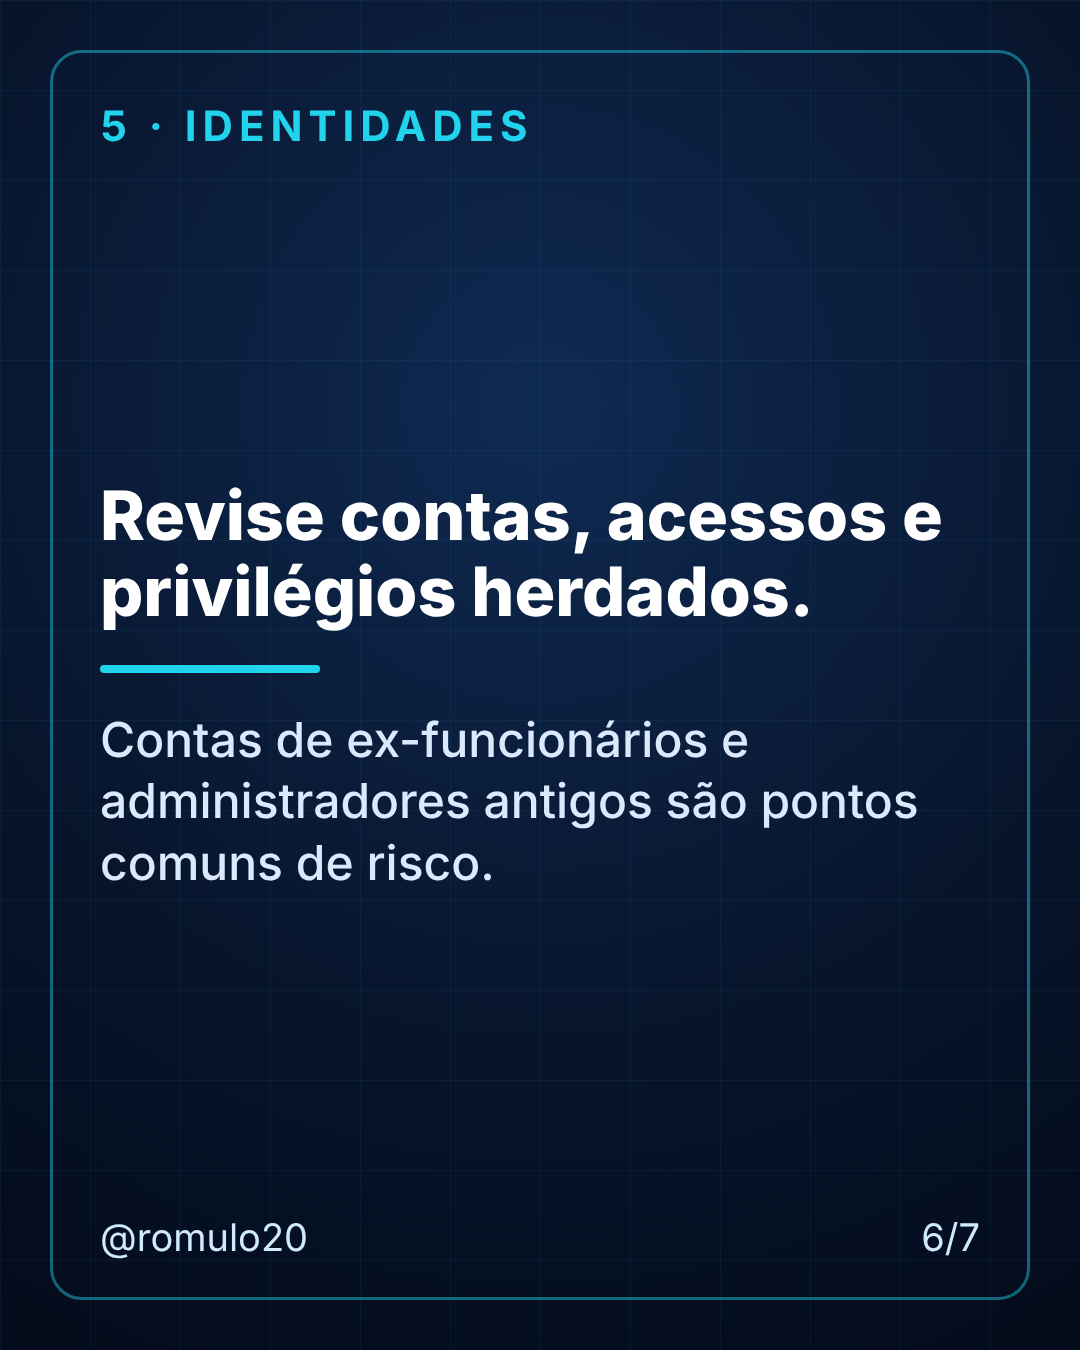 5 · IDENTIDADES
Revise contas, acessos e
privilégios herdados.
Contas de ex-funcionários e
administradores antigos são pontos
comuns de risco.
@romulo20
6/7